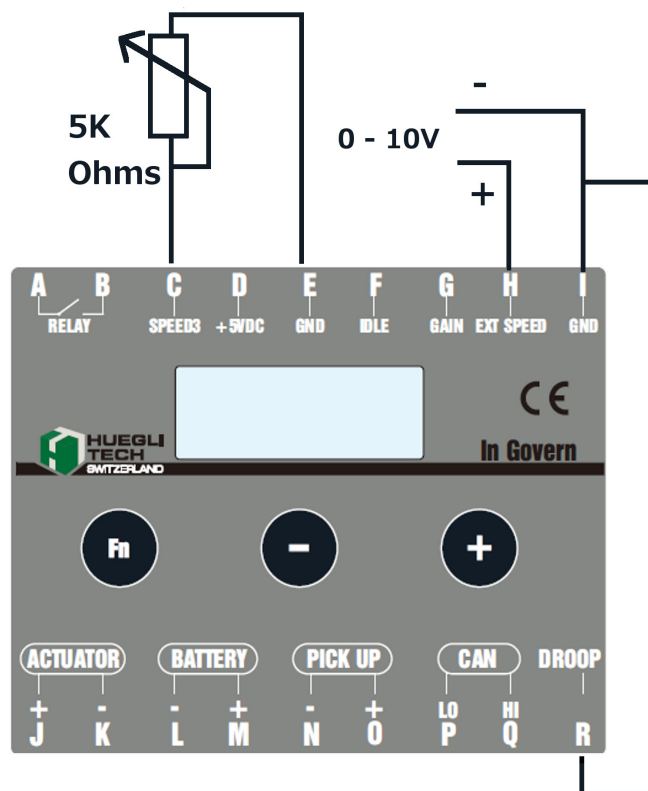 5K
Ohms
-
0 - 10V
+
A B C D E F G H I
RELAY SPEED3 +5VDC GND IDLE GAIN EXT SPEED GND
CE
HUEGLI
TECH
SWITZERLAND
In Govern
Fn - +
ACTUATOR BATTERY PICK UP CAN DROOP
+ - - + - + LO HI
J K L M N O P Q R